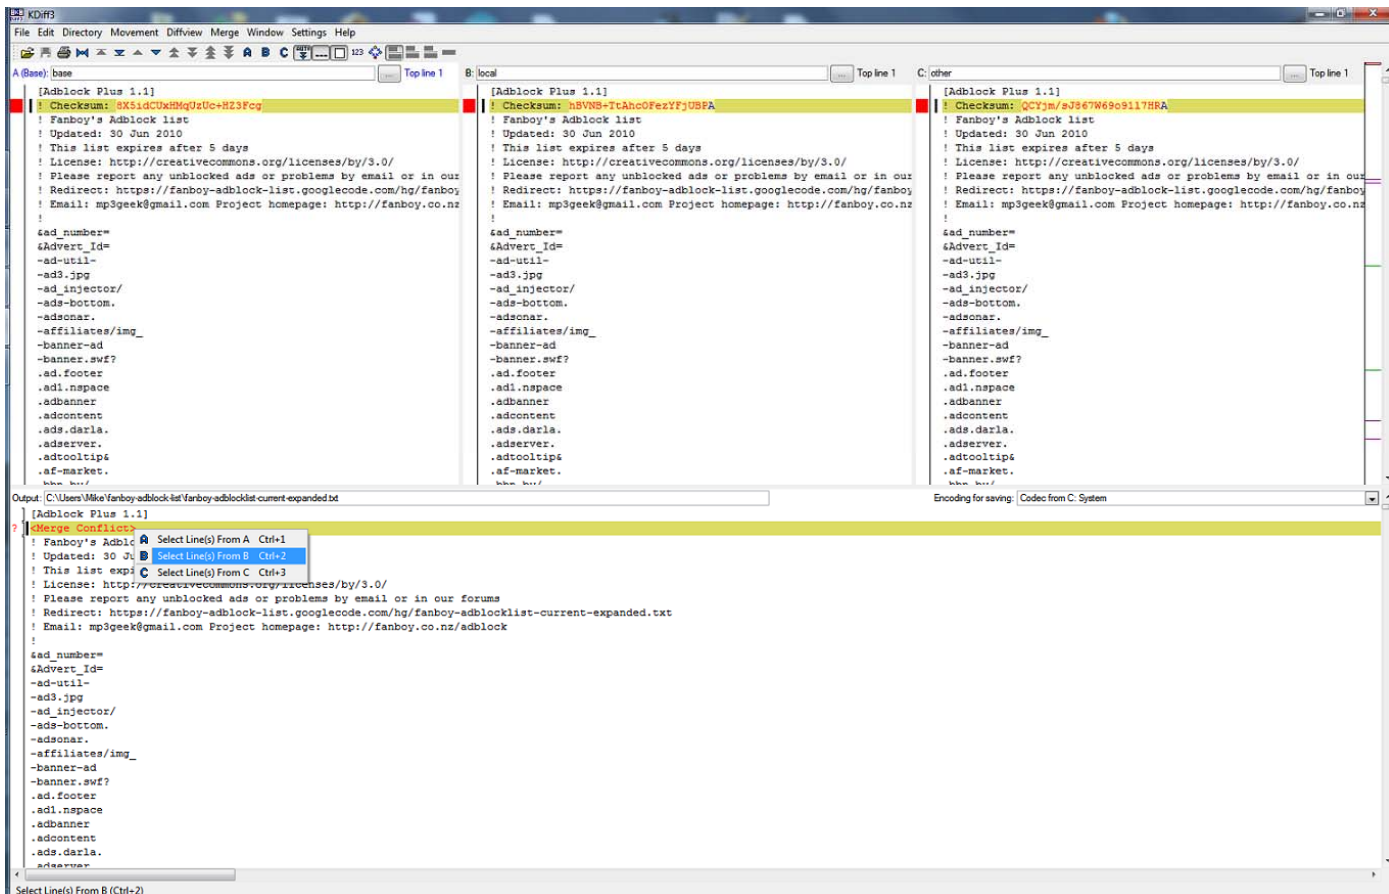 KDiff3
File Edit Directory Movement Diffview Merge Window Settings Help
A B C 123
A (Base): base ... Top line 1 B: local ... Top line 1 C: other ... Top line 1
[Adblock Plus 1.1]
! Checksum: 8X5idCUxHMqUzUc+HZ3Fcg
! Fanboy's Adblock list
! Updated: 30 Jun 2010
! This list expires after 5 days
! License: http://creativecommons.org/licenses/by/3.0/
! Please report any unblocked ads or problems by email or in our
! Redirect: https://fanboy-adblock-list.googlecode.com/hg/fanboy
! Email: mp3geek@gmail.com Project homepage: http://fanboy.co.nz
!
&ad_number=
&Advert_Id=
-ad-util-
-ad3.jpg
-ad_injector/
-ads-bottom.
-adsonar.
-affiliates/img_
-banner-ad
-banner.swf?
.ad.footer
.ad1.nspace
.adbanner
.adcontent
.ads.darla.
.adserver.
.adtooltip&
.af-market.
[Adblock Plus 1.1]
! Checksum: hBVNB+TtAhcOFezYFjUBPA
! Fanboy's Adblock list
! Updated: 30 Jun 2010
! This list expires after 5 days
! License: http://creativecommons.org/licenses/by/3.0/
! Please report any unblocked ads or problems by email or in our
! Redirect: https://fanboy-adblock-list.googlecode.com/hg/fanboy
! Email: mp3geek@gmail.com Project homepage: http://fanboy.co.nz
!
&ad_number=
&Advert_Id=
-ad-util-
-ad3.jpg
-ad_injector/
-ads-bottom.
-adsonar.
-affiliates/img_
-banner-ad
-banner.swf?
.ad.footer
.ad1.nspace
.adbanner
.adcontent
.ads.darla.
.adserver.
.adtooltip&
.af-market.
[Adblock Plus 1.1]
! Checksum: QCYjm/sJ867W69o9117HRA
! Fanboy's Adblock list
! Updated: 30 Jun 2010
! This list expires after 5 days
! License: http://creativecommons.org/licenses/by/3.0/
! Please report any unblocked ads or problems by email or in our
! Redirect: https://fanboy-adblock-list.googlecode.com/hg/fanboy
! Email: mp3geek@gmail.com Project homepage: http://fanboy.co.nz
!
&ad_number=
&Advert_Id=
-ad-util-
-ad3.jpg
-ad_injector/
-ads-bottom.
-adsonar.
-affiliates/img_
-banner-ad
-banner.swf?
.ad.footer
.ad1.nspace
.adbanner
.adcontent
.ads.darla.
.adserver.
.adtooltip&
.af-market.
Output: C:\Users\Mike\fanboy-adblock-list\fanboy-adblocklist-current-expanded.txt Encoding for saving: Codec from C: System
[Adblock Plus 1.1]
? <Merge Conflict>
! Fanboy's Adblo
! Updated: 30 Ju
! This list expi
! License: http://creativecommons.org/licenses/by/3.0/
! Please report any unblocked ads or problems by email or in our forums
! Redirect: https://fanboy-adblock-list.googlecode.com/hg/fanboy-adblocklist-current-expanded.txt
! Email: mp3geek@gmail.com Project homepage: http://fanboy.co.nz/adblock
!
&ad_number=
&Advert_Id=
-ad-util-
-ad3.jpg
-ad_injector/
-ads-bottom.
-adsonar.
-affiliates/img_
-banner-ad
-banner.swf?
.ad.footer
.ad1.nspace
.adbanner
.adcontent
.ads.darla.
.adserver
A Select Line(s) From A Ctrl+1
B Select Line(s) From B Ctrl+2
C Select Line(s) From C Ctrl+3
Select Line(s) From B (Ctrl+2)